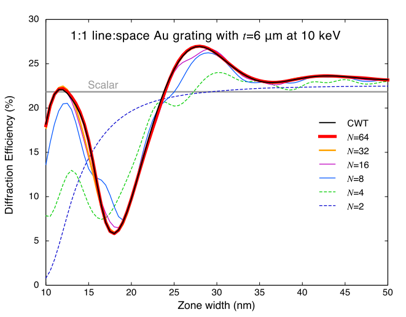 1:1 line:space Au grating with t=6 μm at 10 keV
30
25
20
15
10
5
0
Diffraction Efficiency (%)
Scalar
CWT
N=64
N=32
N=16
N=8
N=4
N=2
10 15 20 25 30 35 40 45 50
Zone width (nm)